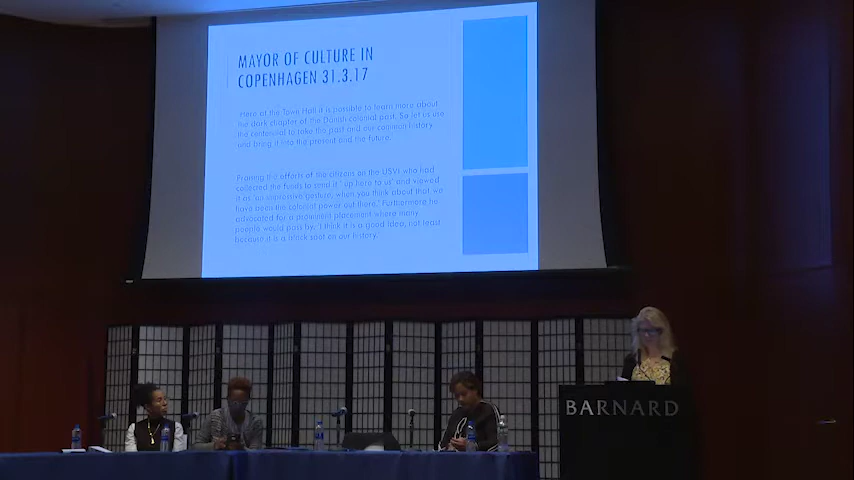 MAYOR OF CULTURE IN
COPENHAGEN 31.3.17
'Here at the Town Hall it is possible to learn more about
the dark chapter of the Danish colonial past. So let us use
the centennial to take the past and our common history
and bring it into the present and the future.'
Praising the efforts of the citizens on the USVI who had
collected the funds to send it 'up here to us' and viewed
it as 'an impressive gesture, when you think about that we
have been the colonial power out there.' Furthermore he
advocated for a prominent placement where many
people would pass by. 'I think it is a good idea, not least
because it is a black spot on our history.'
BARNARD